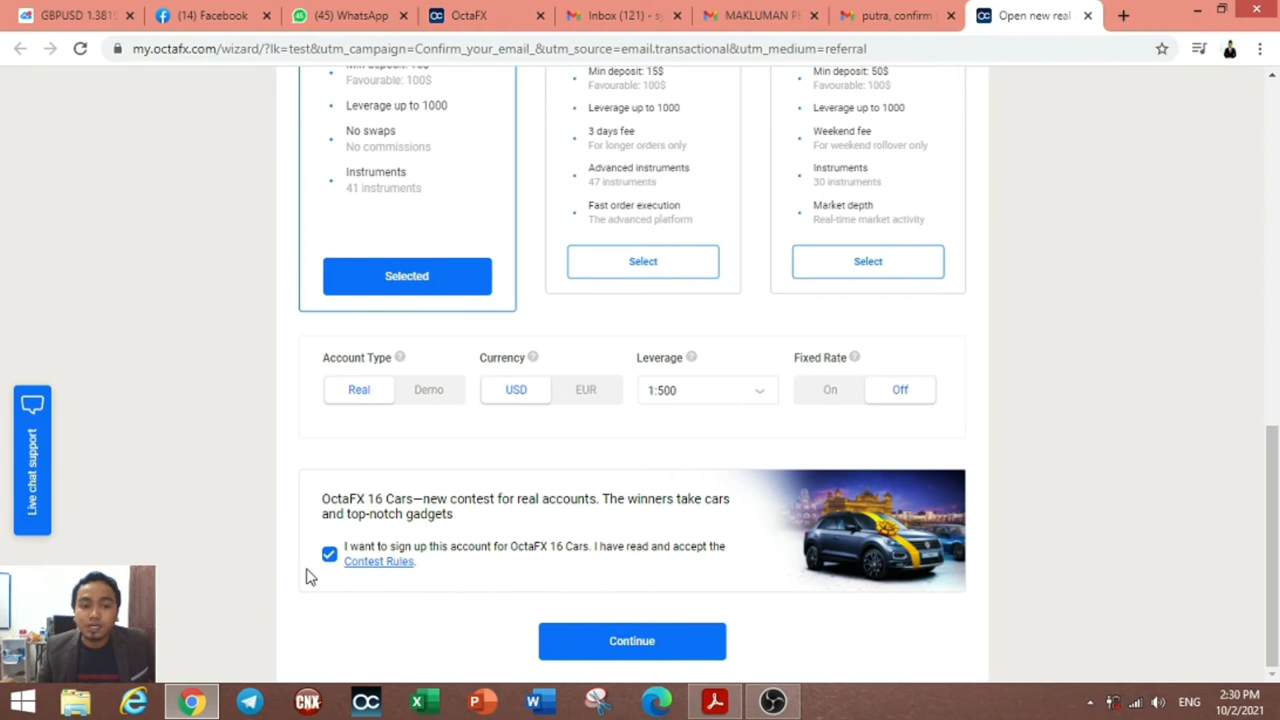 GBPUSD 1.381
(14) Facebook
(45) WhatsApp
OctaFX
Inbox (121) - s
MAKLUMAN P
putra, confirm
Open new real
my.octafx.com/wizard/?lk=test&utm_campaign=Confirm_your_email_&utm_source=email.transactional&utm_medium=referral
Favourable: 100$
Leverage up to 1000
No swaps
No commissions
Instruments
41 instruments
Selected
Min deposit: 15$
Favourable: 100$
Leverage up to 1000
3 days fee
For longer orders only
Advanced instruments
47 instruments
Fast order execution
The advanced platform
Select
Min deposit: 50$
Favourable: 100$
Leverage up to 1000
Weekend fee
For weekend rollover only
Instruments
30 instruments
Market depth
Real-time market activity
Select
Account Type
Currency
Leverage
Fixed Rate
Real
Demo
USD
EUR
1:500
On
Off
Live chat support
OctaFX 16 Cars—new contest for real accounts. The winners take cars
and top-notch gadgets
I want to sign up this account for OctaFX 16 Cars. I have read and accept the
Contest Rules.
Continue
CNX
OC
ENG
2:30 PM
10/2/2021